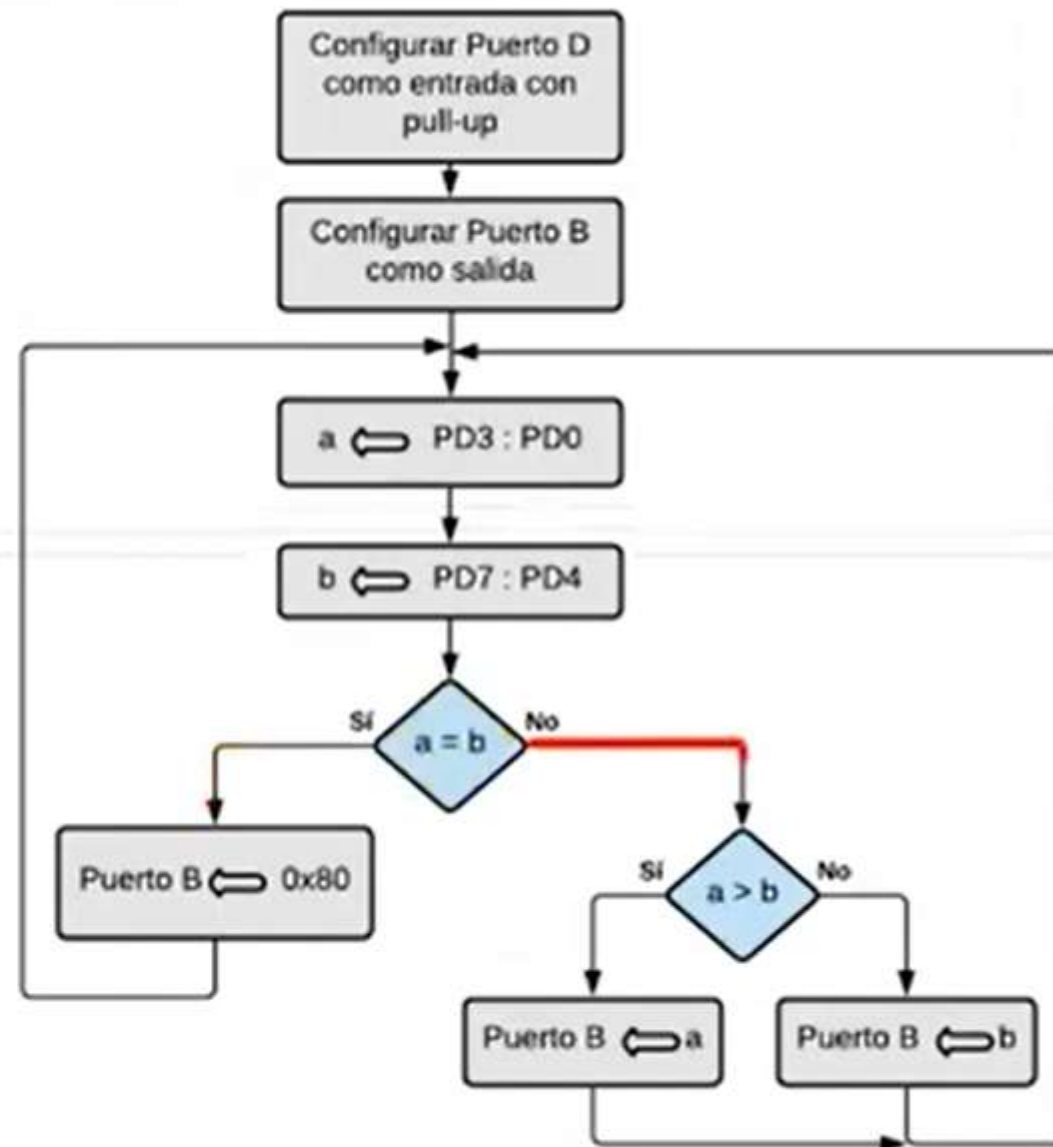 Configurar Puerto D
como entrada con
pull-up
Configurar Puerto B
como salida
a ⇐ PD3 : PD0
b ⇐ PD7 : PD4
Sí
a = b
No
Puerto B ⇐ 0x80
Sí
a > b
No
Puerto B ⇐ a
Puerto B ⇐ b